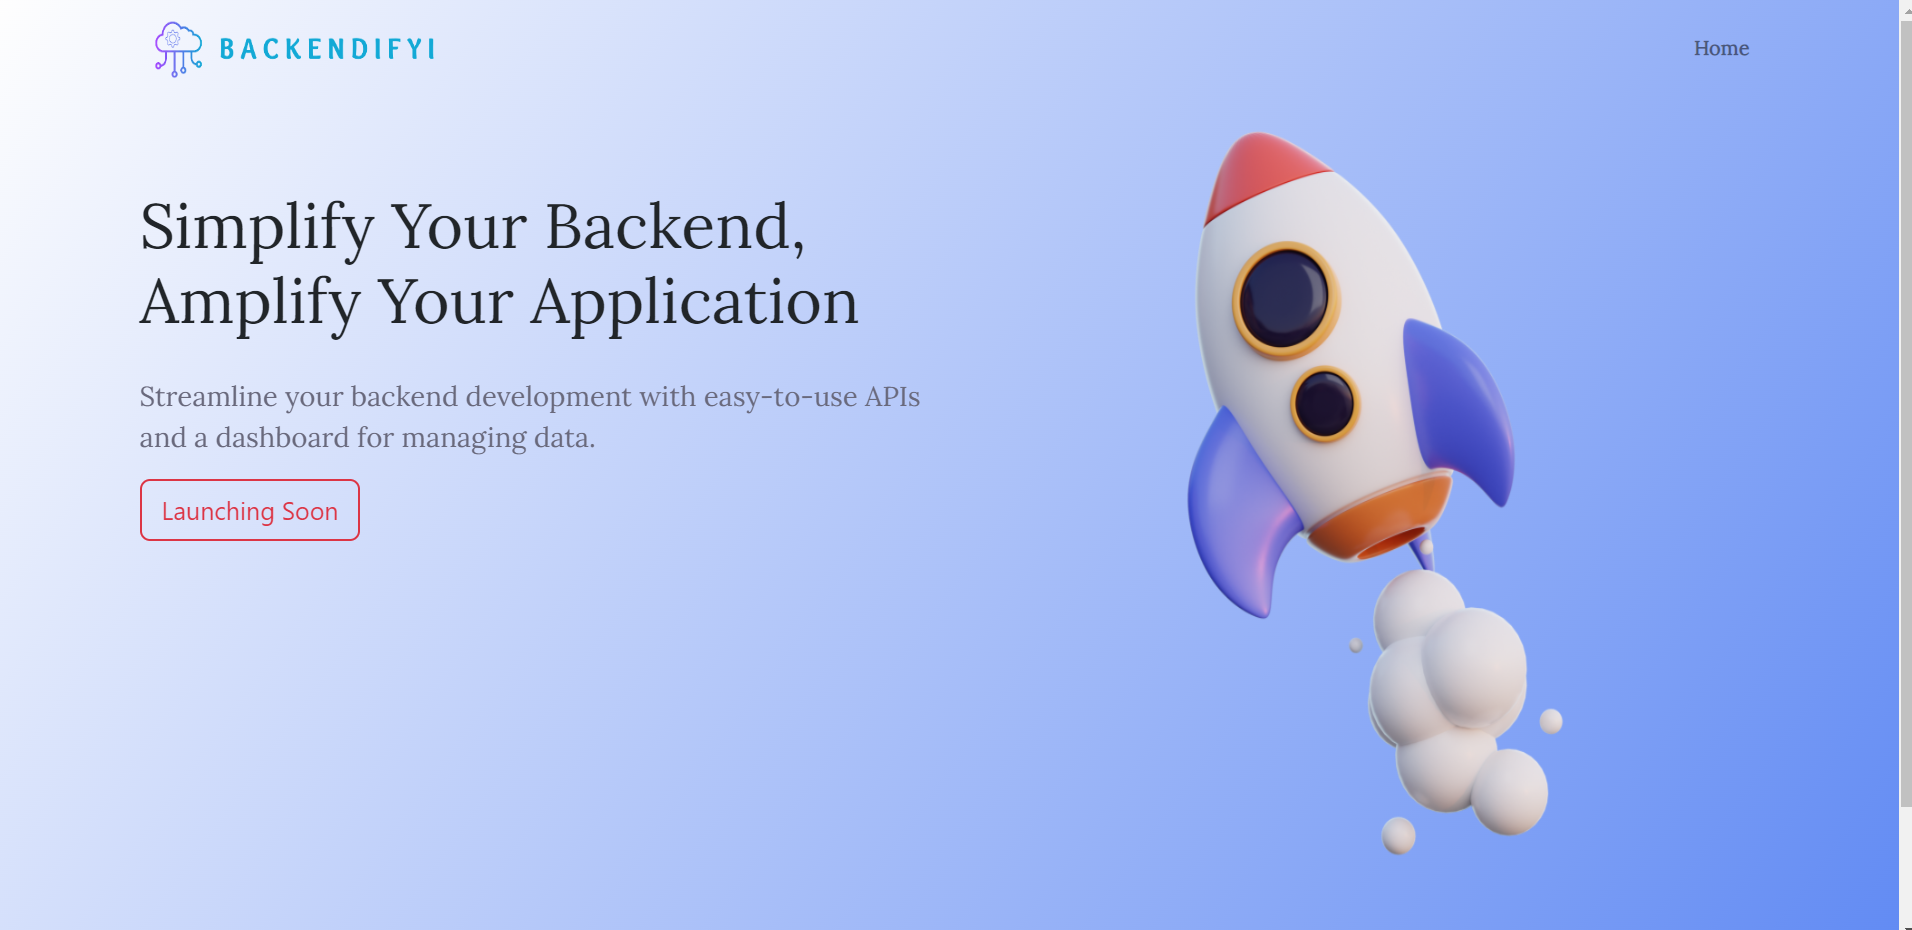 BACKENDIFYI
Home
Simplify Your Backend,
Amplify Your Application
Streamline your backend development with easy-to-use APIs
and a dashboard for managing data.
Launching Soon